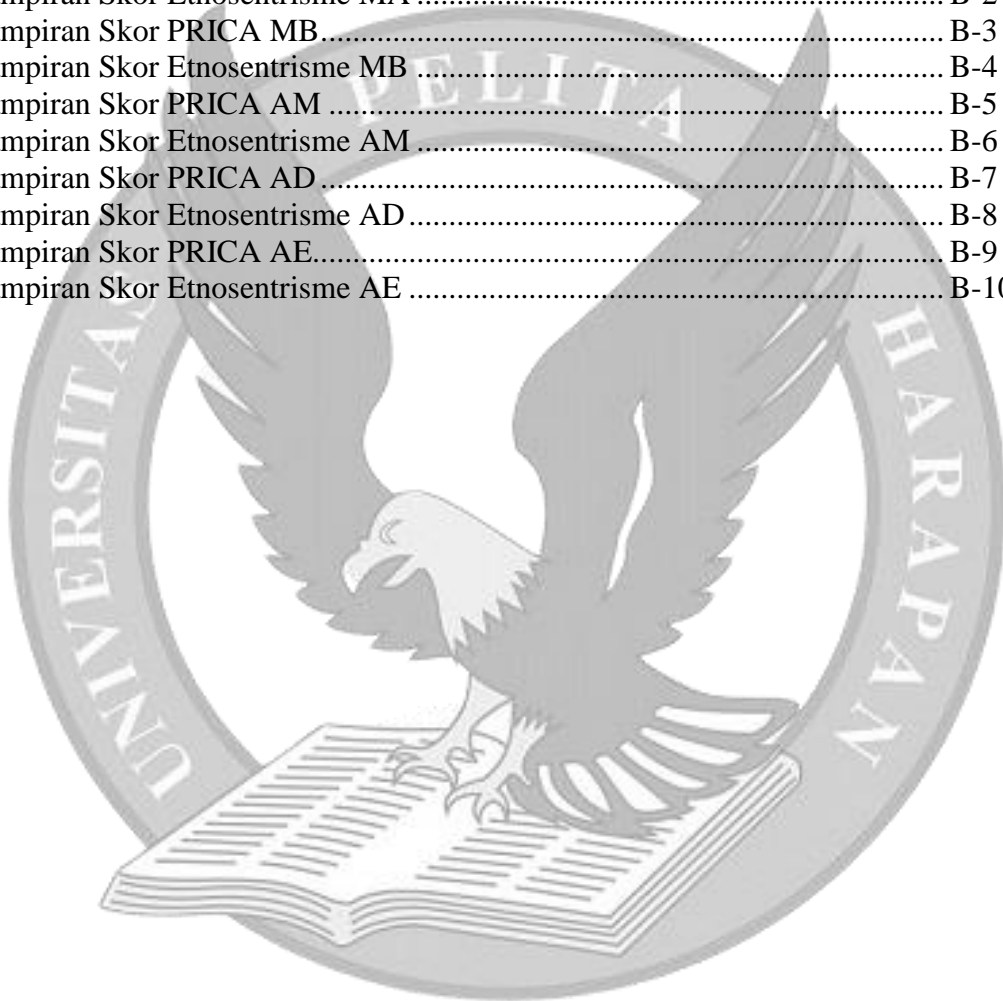 mpiran Skor Etnosentrisme MA ........ B-2
mpiran Skor PRICA MB........ B-3
mpiran Skor Etnosentrisme MB ........ B-4
mpiran Skor PRICA AM ........ B-5
mpiran Skor Etnosentrisme AM ........ B-6
mpiran Skor PRICA AD ........ B-7
mpiran Skor Etnosentrisme AD ........ B-8
mpiran Skor PRICA AE........ B-9
mpiran Skor Etnosentrisme AE ........ B-10
UNIVERSITAS PELITA HARAPAN